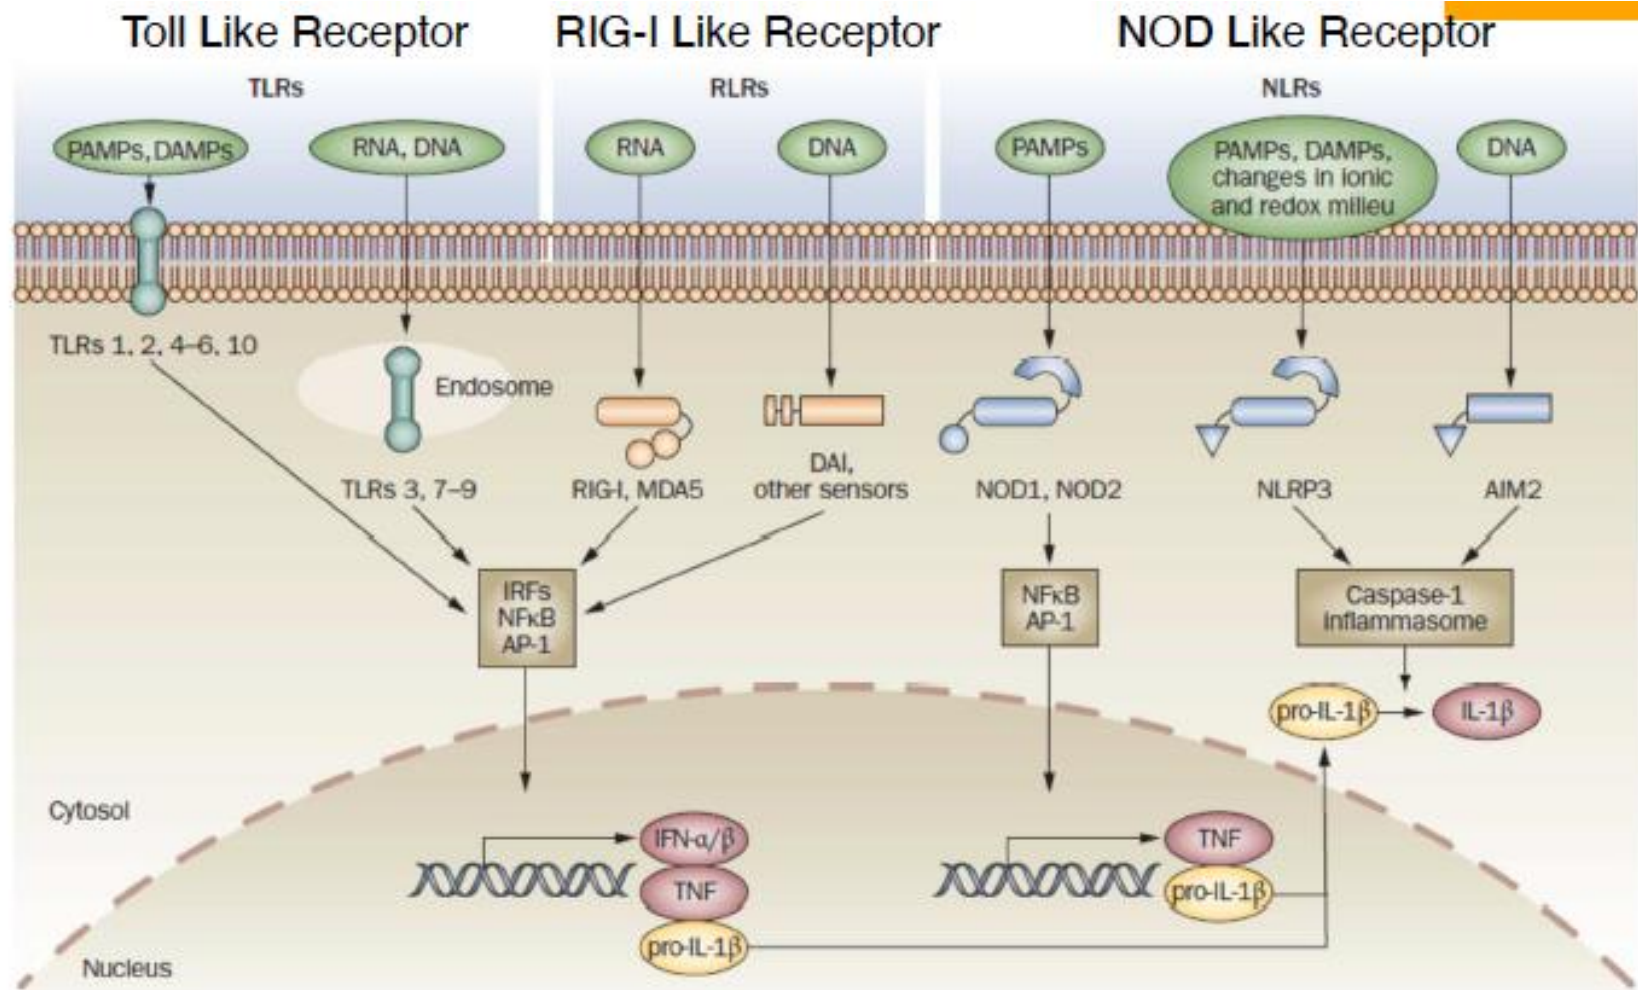 Toll Like Receptor
RIG-I Like Receptor
NOD Like Receptor
TLRs
RLRs
NLRs
PAMPs, DAMPs
RNA, DNA
RNA
DNA
PAMPs
PAMPs, DAMPs,
changes in ionic
and redox milieu
DNA
TLRs 1, 2, 4–6, 10
Endosome
TLRs 3, 7–9
RIG-I, MDA5
DAI,
other sensors
NOD1, NOD2
NLRP3
AIM2
IRFs
NFκB
AP-1
NFκB
AP-1
Caspase-1
inflammasome
pro-IL-1β
IL-1β
Cytosol
IFN-α/β
TNF
pro-IL-1β
TNF
pro-IL-1β
Nucleus